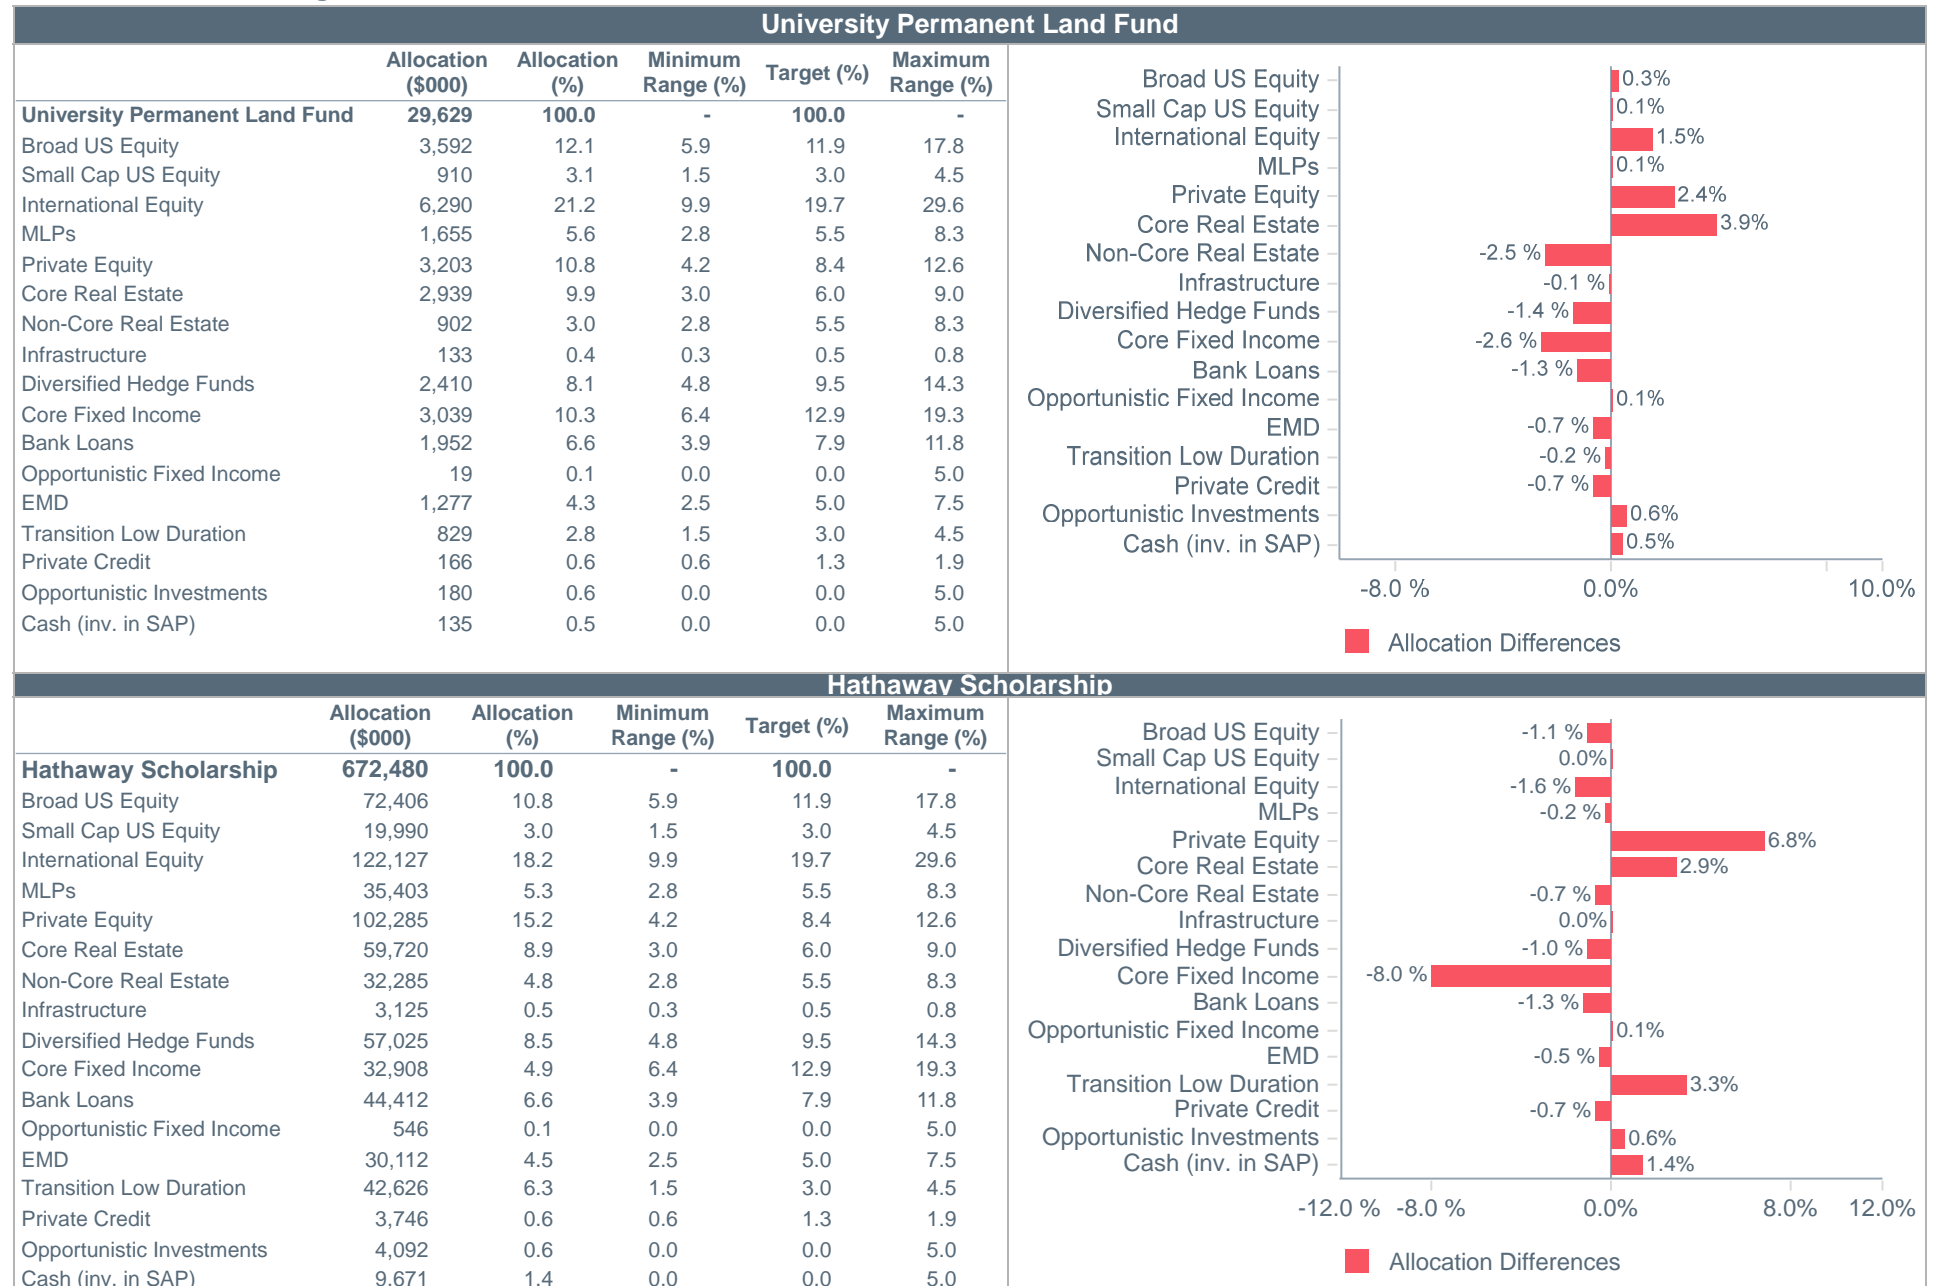 University Permanent Land Fund
Allocation ($000) Allocation (%) Minimum Range (%) Target (%) Maximum Range (%)
University Permanent Land Fund 29,629 100.0 - 100.0 -
Broad US Equity 3,592 12.1 5.9 11.9 17.8
Small Cap US Equity 910 3.1 1.5 3.0 4.5
International Equity 6,290 21.2 9.9 19.7 29.6
MLPs 1,655 5.6 2.8 5.5 8.3
Private Equity 3,203 10.8 4.2 8.4 12.6
Core Real Estate 2,939 9.9 3.0 6.0 9.0
Non-Core Real Estate 902 3.0 2.8 5.5 8.3
Infrastructure 133 0.4 0.3 0.5 0.8
Diversified Hedge Funds 2,410 8.1 4.8 9.5 14.3
Core Fixed Income 3,039 10.3 6.4 12.9 19.3
Bank Loans 1,952 6.6 3.9 7.9 11.8
Opportunistic Fixed Income 19 0.1 0.0 0.0 5.0
EMD 1,277 4.3 2.5 5.0 7.5
Transition Low Duration 829 2.8 1.5 3.0 4.5
Private Credit 166 0.6 0.6 1.3 1.9
Opportunistic Investments 180 0.6 0.0 0.0 5.0
Cash (inv. in SAP) 135 0.5 0.0 0.0 5.0
Broad US Equity 0.3%
Small Cap US Equity 0.1%
International Equity 1.5%
MLPs 0.1%
Private Equity 2.4%
Core Real Estate 3.9%
Non-Core Real Estate -2.5 %
Infrastructure -0.1 %
Diversified Hedge Funds -1.4 %
Core Fixed Income -2.6 %
Bank Loans -1.3 %
Opportunistic Fixed Income 0.1%
EMD -0.7 %
Transition Low Duration -0.2 %
Private Credit -0.7 %
Opportunistic Investments 0.6%
Cash (inv. in SAP) 0.5%
-8.0 % 0.0% 10.0%
Allocation Differences
Hathaway Scholarship
Allocation ($000) Allocation (%) Minimum Range (%) Target (%) Maximum Range (%)
Hathaway Scholarship 672,480 100.0 - 100.0 -
Broad US Equity 72,406 10.8 5.9 11.9 17.8
Small Cap US Equity 19,990 3.0 1.5 3.0 4.5
International Equity 122,127 18.2 9.9 19.7 29.6
MLPs 35,403 5.3 2.8 5.5 8.3
Private Equity 102,285 15.2 4.2 8.4 12.6
Core Real Estate 59,720 8.9 3.0 6.0 9.0
Non-Core Real Estate 32,285 4.8 2.8 5.5 8.3
Infrastructure 3,125 0.5 0.3 0.5 0.8
Diversified Hedge Funds 57,025 8.5 4.8 9.5 14.3
Core Fixed Income 32,908 4.9 6.4 12.9 19.3
Bank Loans 44,412 6.6 3.9 7.9 11.8
Opportunistic Fixed Income 546 0.1 0.0 0.0 5.0
EMD 30,112 4.5 2.5 5.0 7.5
Transition Low Duration 42,626 6.3 1.5 3.0 4.5
Private Credit 3,746 0.6 0.6 1.3 1.9
Opportunistic Investments 4,092 0.6 0.0 0.0 5.0
Cash (inv. in SAP) 9,671 1.4 0.0 0.0 5.0
Broad US Equity -1.1 %
Small Cap US Equity 0.0%
International Equity -1.6 %
MLPs -0.2 %
Private Equity 6.8%
Core Real Estate 2.9%
Non-Core Real Estate -0.7 %
Infrastructure 0.0%
Diversified Hedge Funds -1.0 %
Core Fixed Income -8.0 %
Bank Loans -1.3 %
Opportunistic Fixed Income 0.1%
EMD -0.5 %
Transition Low Duration 3.3%
Private Credit -0.7 %
Opportunistic Investments 0.6%
Cash (inv. in SAP) 1.4%
-12.0 % -8.0 % 0.0% 8.0% 12.0%
Allocation Differences